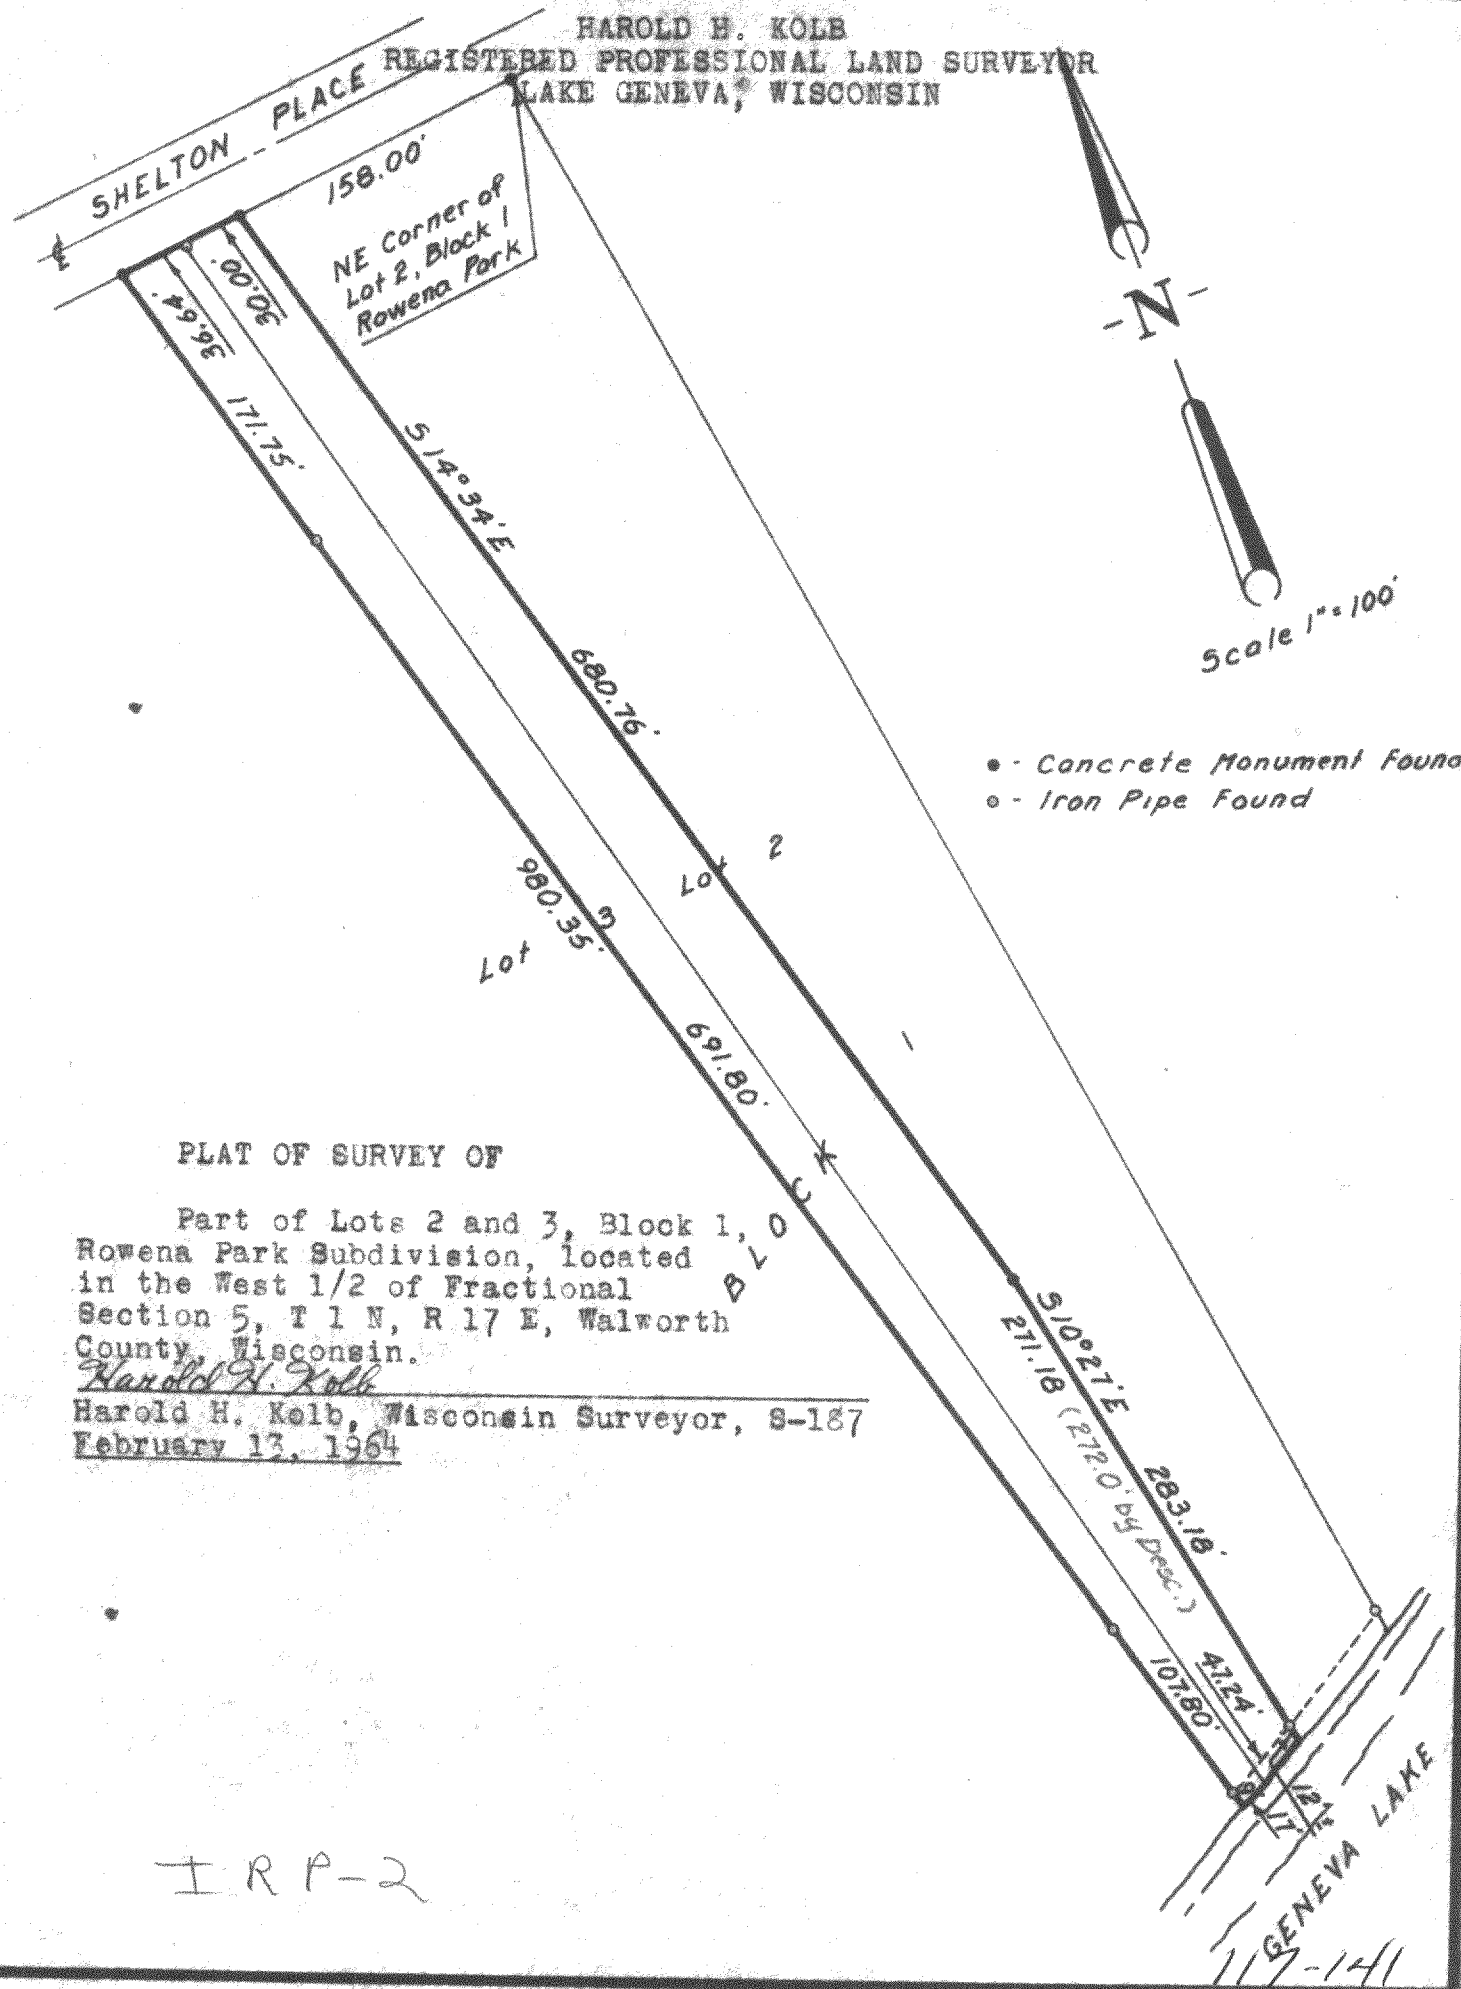 HAROLD H. KOLB
REGISTERED PROFESSIONAL LAND SURVEYOR
LAKE GENEVA, WISCONSIN
SHELTON PLACE
158.00'
NE Corner of
Lot 2, Block 1
Rowena Park
30.00'
36.64'
171.75'
S 14° 34' E
N
Scale 1" = 100'
680.76'
• - Concrete Monument Found
o - Iron Pipe Found
Lot 2
Lot 3
980.35'
691.80'
BLOCK 1
PLAT OF SURVEY OF
Part of Lots 2 and 3, Block 1,
Rowena Park Subdivision, located
in the West 1/2 of Fractional
Section 5, T 1 N, R 17 E, Walworth
County, Wisconsin.
Harold H. Kolb
Harold H. Kolb, Wisconsin Surveyor, S-187
February 13, 1964
S 10° 27' E
271.18 (272.0' by Desc.)
283.18'
47.24'
107.80'
12'
17'
GENEVA LAKE
I R P-2
117-141